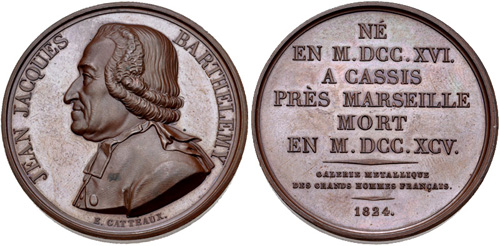 JEAN JACQUES BARTHELEMY
E. GATTEAUX.
NÉ
EN M.DCC.XVI.
A CASSIS
PRÈS MARSEILLE
MORT
EN M.DCC.XCV.
GALERIE METALLIQUE
DES GRANDS HOMMES FRANÇAIS.
1824.